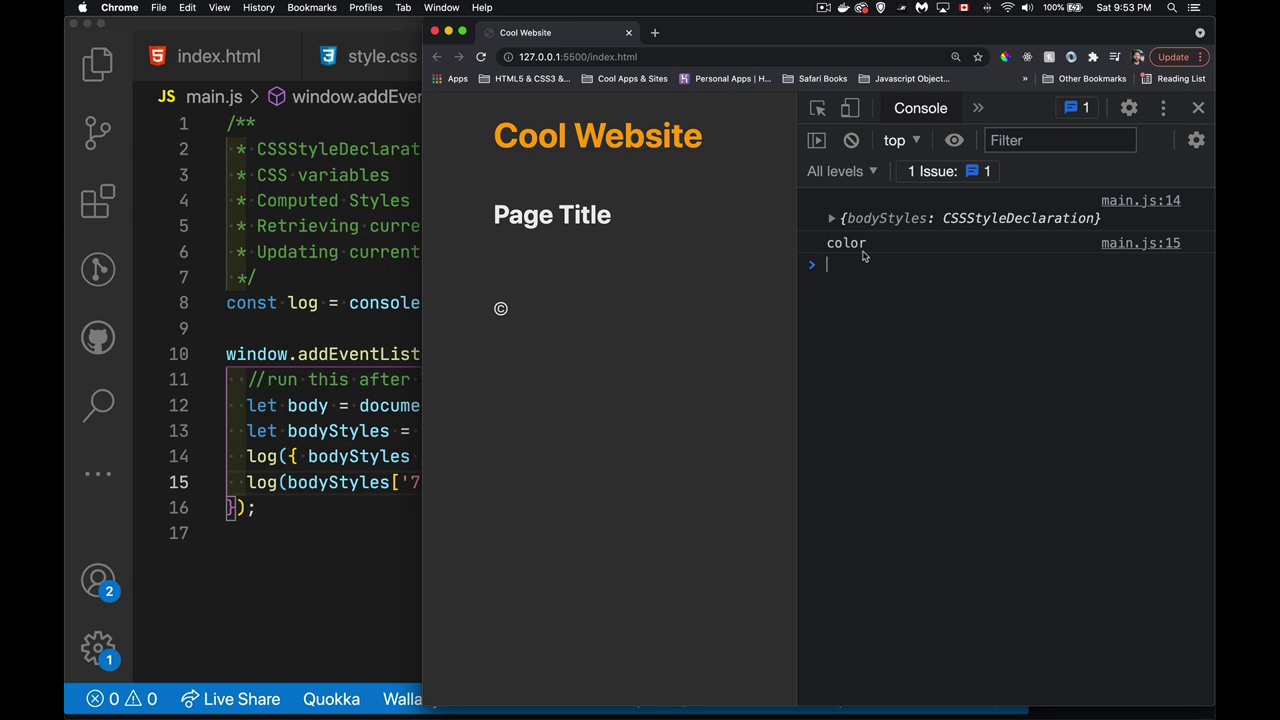 Chrome File Edit View History Bookmarks Profiles Tab Window Help 100% Sat 9:53 PM
index.html style.css
main.js > window.addEver
1 /**
2 * CSSStyleDeclarat
3 * CSS variables
4 * Computed Styles
5 * Retrieving curre
6 * Updating current
7 */
8 const log = console
9
10 window.addEventList
11 //run this after
12 let body = docume
13 let bodyStyles =
14 log({ bodyStyles
15 log(bodyStyles['7
16 });
17
2
1
0 0 Live Share Quokka Walla
Cool Website
127.0.0.1:5500/index.html Update
Apps HTML5 & CSS3 &... Cool Apps & Sites Personal Apps | H... Safari Books Javascript Object... » Other Bookmarks Reading List
Cool Website
Page Title
©
Console » 1
top Filter
All levels 1 Issue: 1
main.js:14
{bodyStyles: CSSStyleDeclaration}
color main.js:15
>